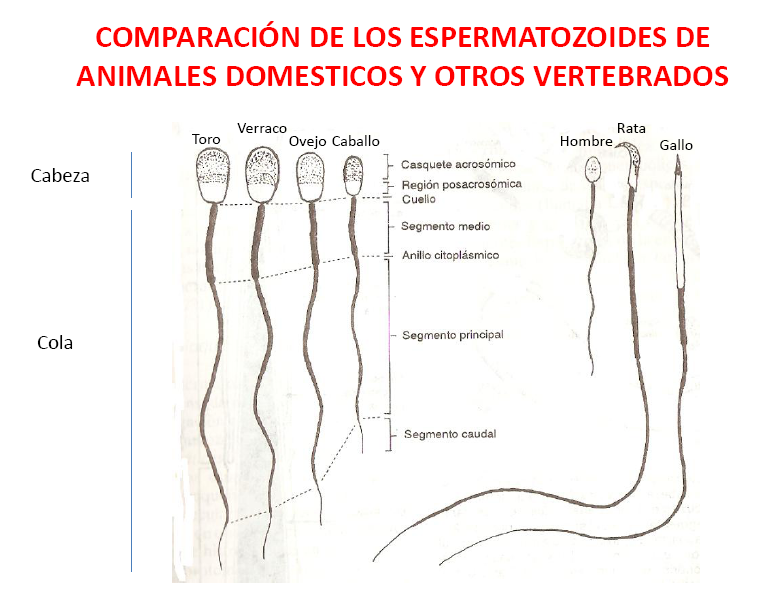 COMPARACIÓN DE LOS ESPERMATOZOIDES DE
ANIMALES DOMESTICOS Y OTROS VERTEBRADOS
Toro
Verraco
Ovejo
Caballo
Hombre
Rata
Gallo
Cabeza
Casquete acrosómico
Región posacrosómica
Cuello
Segmento medio
Anillo citoplásmico
Cola
Segmento principal
Segmento caudal